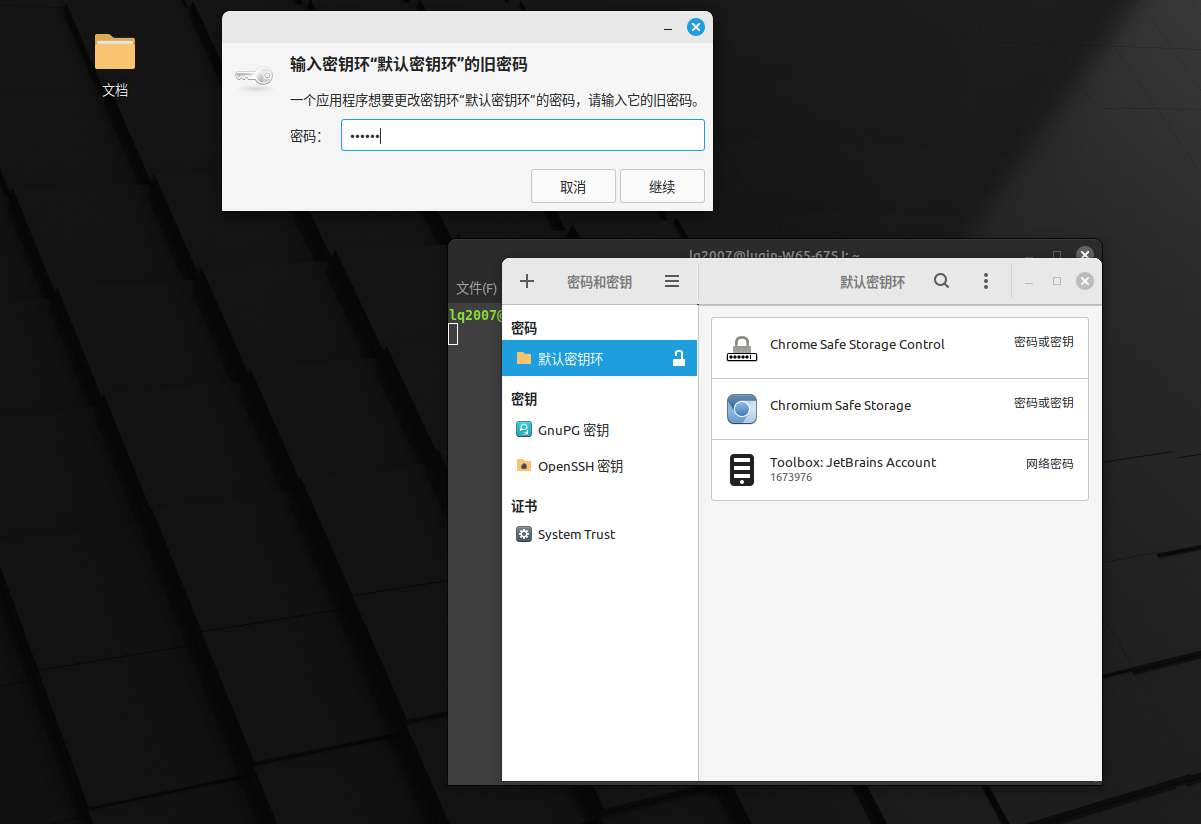 文档
输入密钥环“默认密钥环”的旧密码
一个应用程序想要更改密钥环“默认密钥环”的密码，请输入它的旧密码。
密码：
••••••
取消
继续
lq2007@luqin-W65-67SJ: ~
文件(F)
lq2007@
密码和密钥
默认密钥环
密码
默认密钥环
密钥
GnuPG 密钥
OpenSSH 密钥
证书
System Trust
Chrome Safe Storage Control
密码或密钥
Chromium Safe Storage
密码或密钥
Toolbox: JetBrains Account
网络密码
1673976